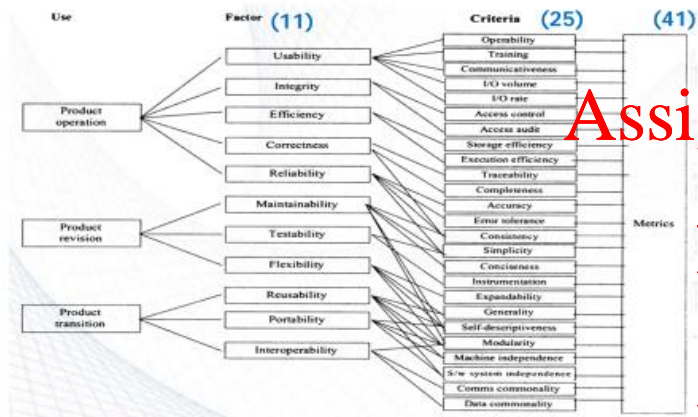 Use Factor (11) Criteria (25) (41)
Product operation
Product revision
Product transition
Usability
Integrity
Efficiency
Correctness
Reliability
Maintainability
Testability
Flexibility
Reusability
Portability
Interoperability
Operability
Training
Communicativeness
I/O volume
I/O rate
Access control
Access audit
Storage efficiency
Execution efficiency
Traceability
Completeness
Accuracy
Error tolerance
Consistency
Simplicity
Conciseness
Instrumentation
Expandability
Generality
Self-descriptiveness
Modularity
Machine independence
S/w system independence
Comms commonality
Data commonality
Metrics
Assi